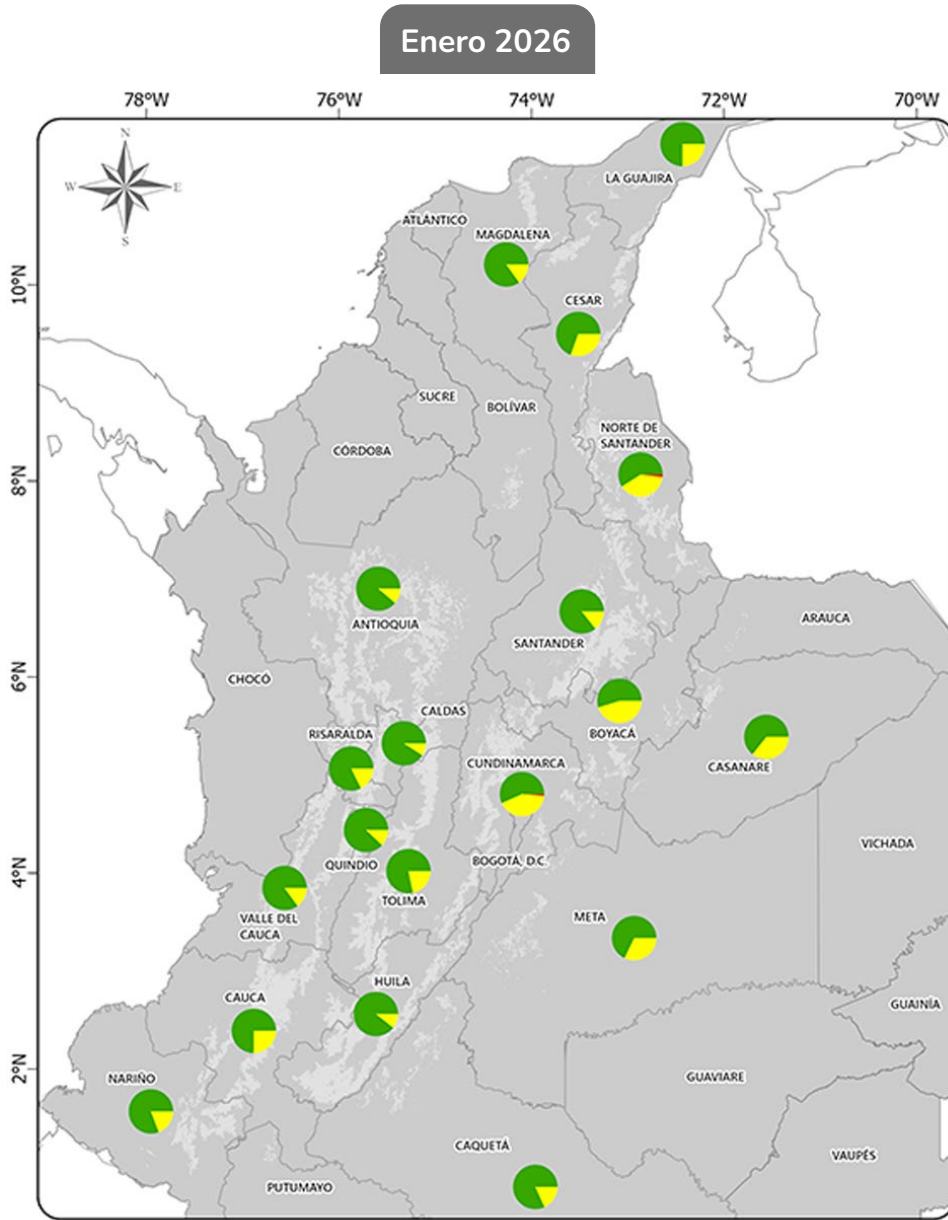 Enero 2026
78°W
76°W
74°W
72°W
70°W
N
W
E
S
10°N
8°N
6°N
4°N
2°N
LA GUAJIRA
ATLÁNTICO
MAGDALENA
CESAR
SUCRE
BOLÍVAR
NORTE DE
SANTANDER
CÓRDOBA
ANTIOQUIA
SANTANDER
ARAUCA
CHOCÓ
CALDAS
RISARALDA
BOYACÁ
CUNDINAMARCA
CASANARE
VICHADA
QUINDIO
BOGOTÁ, D.C.
TOLIMA
VALLE DEL
CAUCA
META
HUILA
CAUCA
GUAINÍA
NARIÑO
GUAVIARE
CAQUETÁ
VAUPÉS
PUTUMAYO